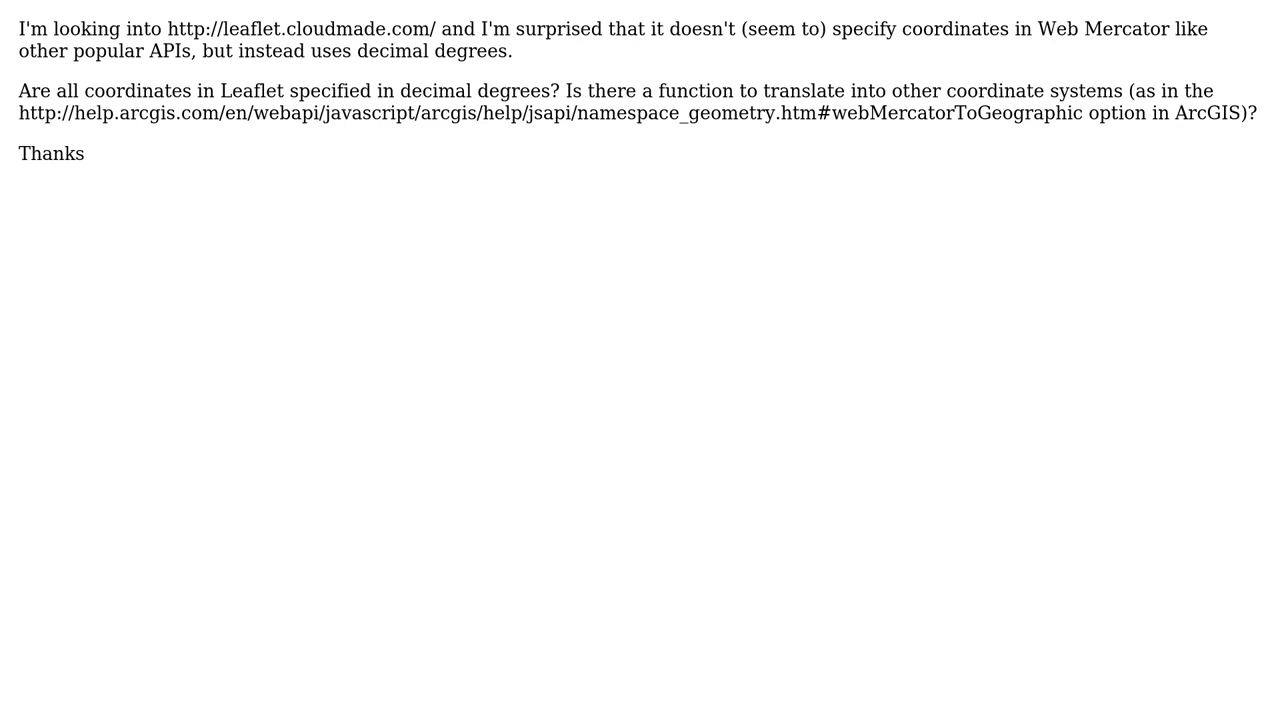 I'm looking into http://leaflet.cloudmade.com/ and I'm surprised that it doesn't (seem to) specify coordinates in Web Mercator like
other popular APIs, but instead uses decimal degrees.
Are all coordinates in Leaflet specified in decimal degrees? Is there a function to translate into other coordinate systems (as in the
http://help.arcgis.com/en/webapi/javascript/arcgis/help/jsapi/namespace_geometry.htm#webMercatorToGeographic option in ArcGIS)?
Thanks